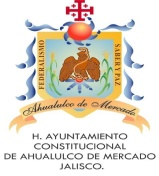 FEDERALISMO
SABER Y PAZ
Ahualulco de Mercado
H. AYUNTAMIENTO
CONSTITUCIONAL
DE AHUALULCO DE MERCADO
JALISCO.